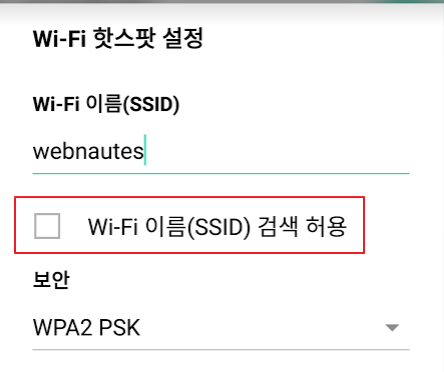 Wi-Fi 핫스팟 설정
Wi-Fi 이름(SSID)
webnautes
Wi-Fi 이름(SSID) 검색 허용
보안
WPA2 PSK